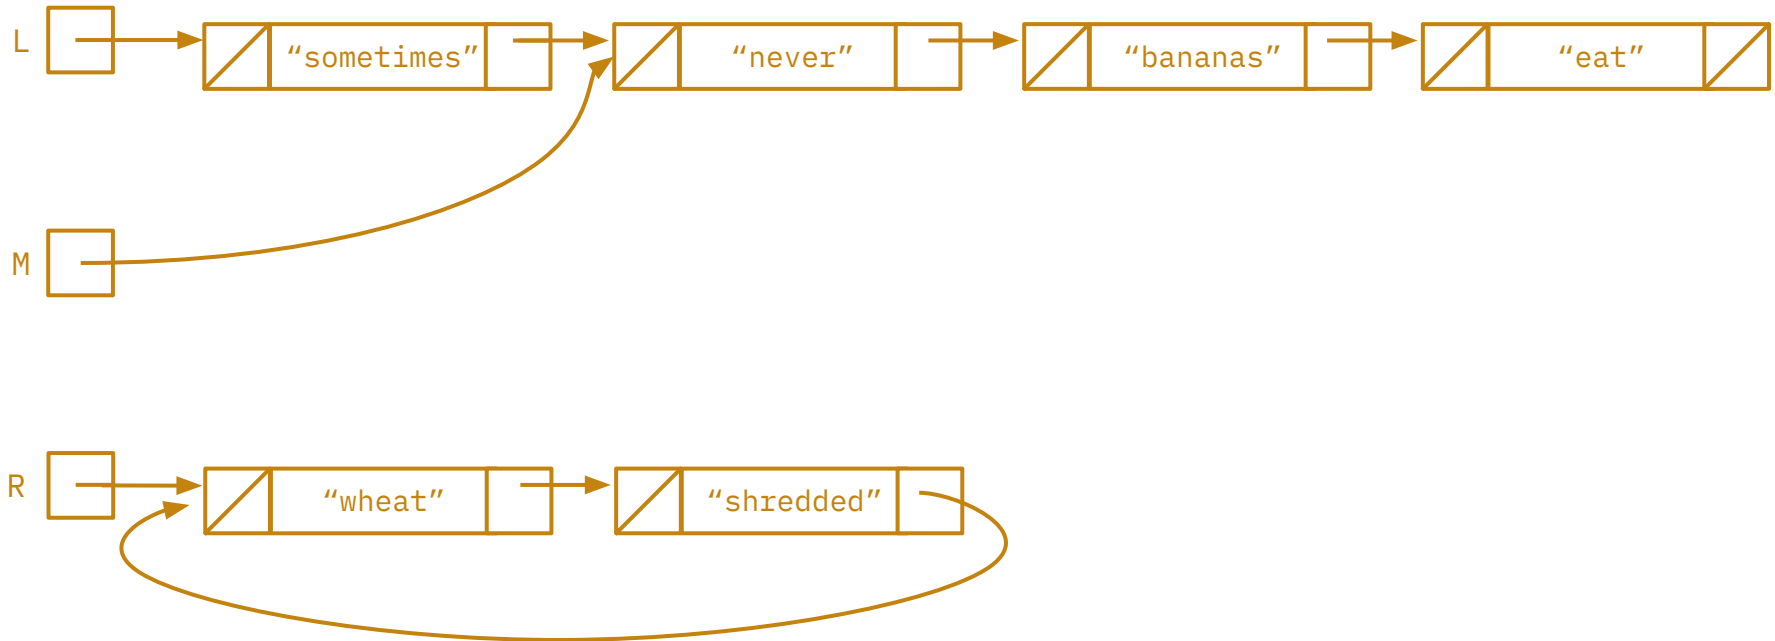 L “sometimes” “never” “bananas” “eat”
M
R “wheat” “shredded”